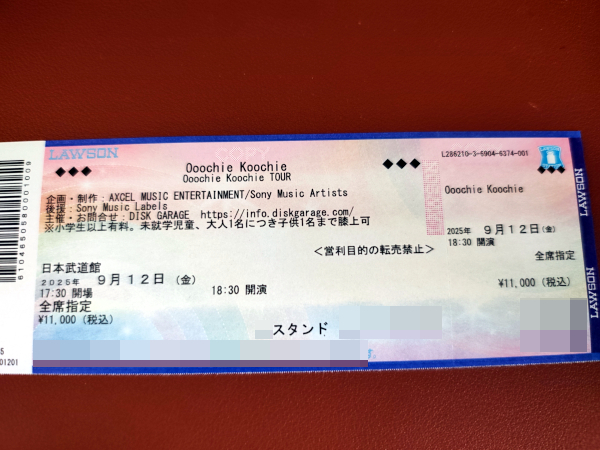 LAWSON
COPY
Ooochie Koochie
Ooochie Koochie TOUR
企画・制作：AXCEL MUSIC ENTERTAINMENT/Sony Music Artists
後援：Sony Music Labels
主催・お問合せ：DISK GARAGE https://info.diskgarage.com/
※小学生以上有料。未就学児童、大人1名につき子供1名まで膝上可
＜営利目的の転売禁止＞
日本武道館
2025年 9月12日（金）
17:30 開場 18:30 開演
全席指定
¥11,000（税込）
スタンド
L286210-3-6904-6374-001
Ooochie Koochie
2025年 9月12日(金)
18:30 開演
全席指定
¥11,000（税込）
LAWSON
LAWSON
6104650580001009
5
01201